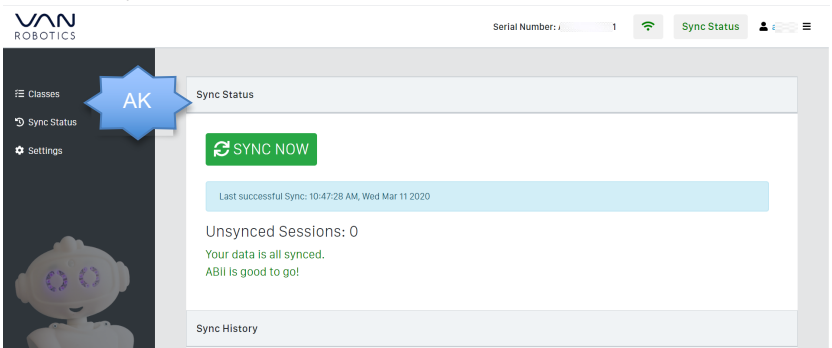 VAN
ROBOTICS
Serial Number: 1
Sync Status
Classes
Sync Status
Settings
AK
Sync Status
SYNC NOW
Last successful Sync: 10:47:28 AM, Wed Mar 11 2020
Unsynced Sessions: 0
Your data is all synced.
ABii is good to go!
Sync History